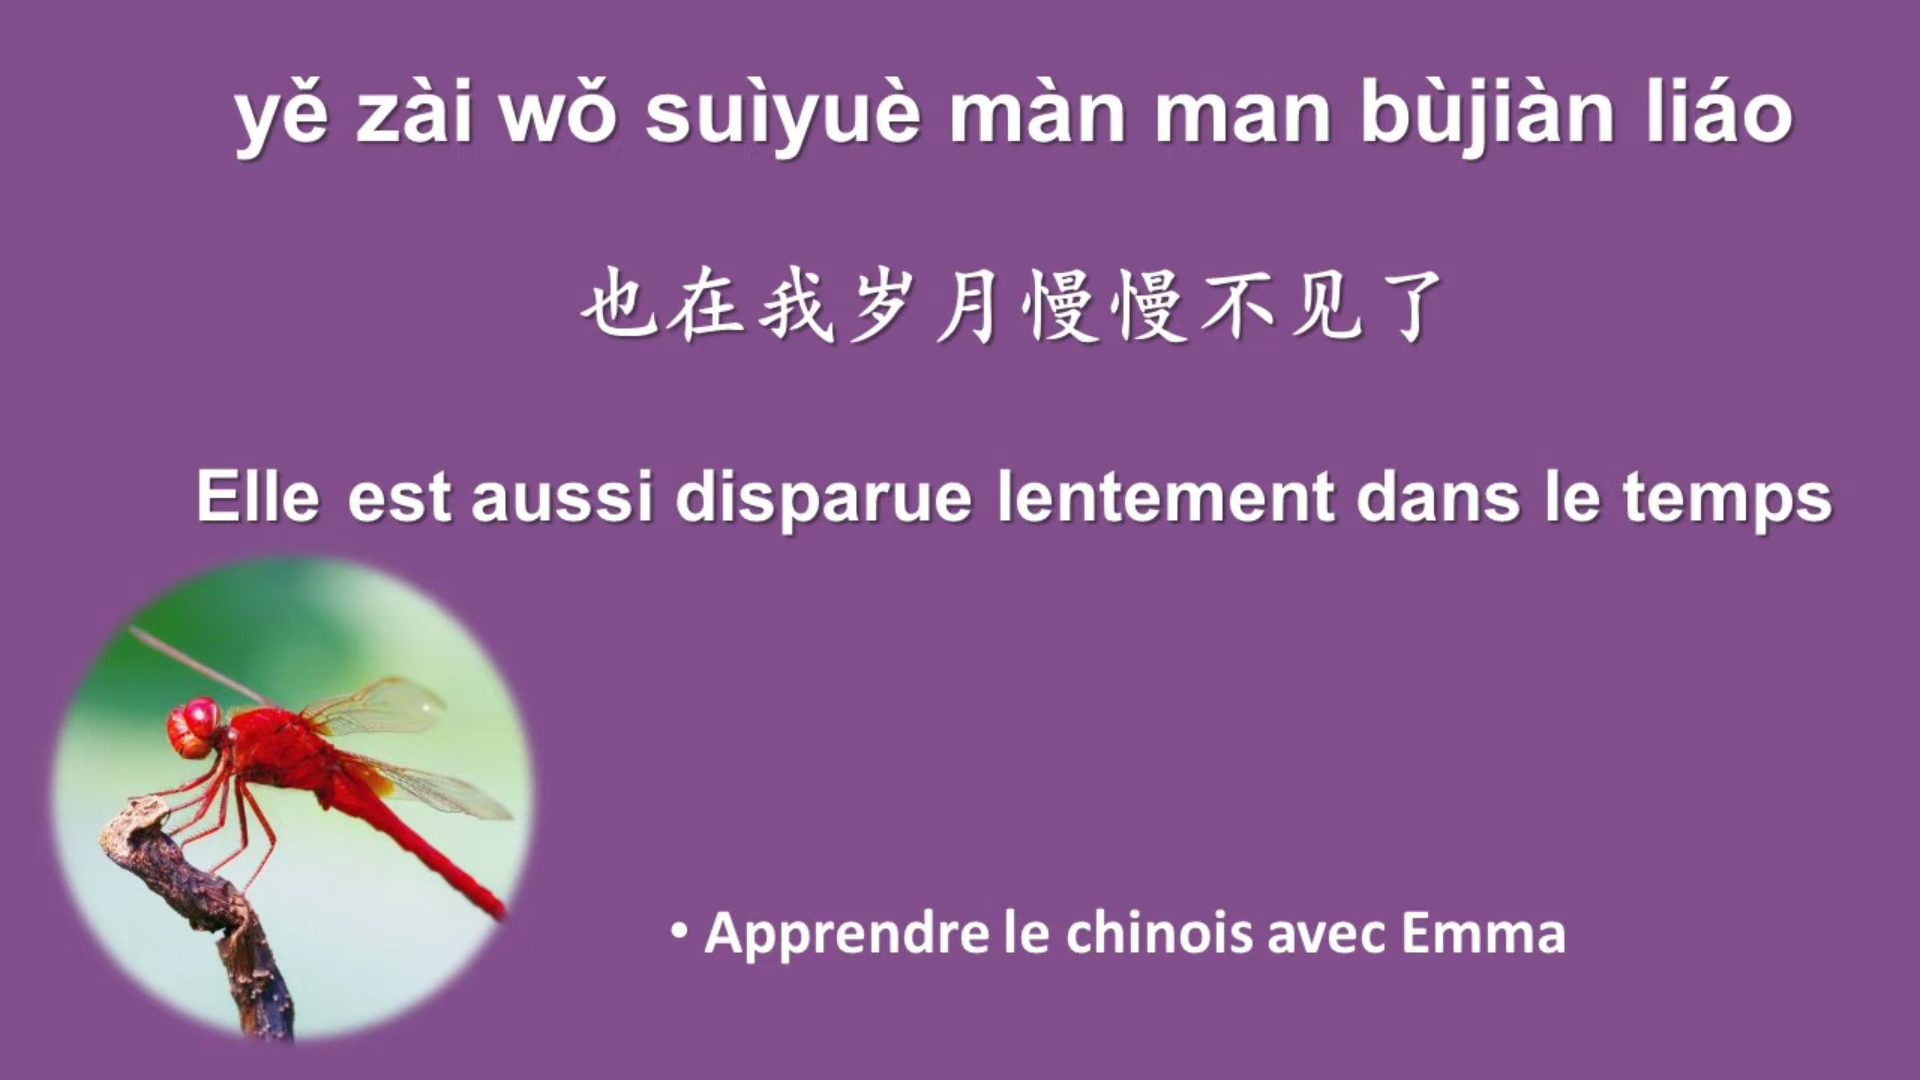 yě zài wǒ suìyuè màn man bùjiàn liáo
也在我岁月慢慢不见了
Elle est aussi disparue lentement dans le temps
• Apprendre le chinois avec Emma